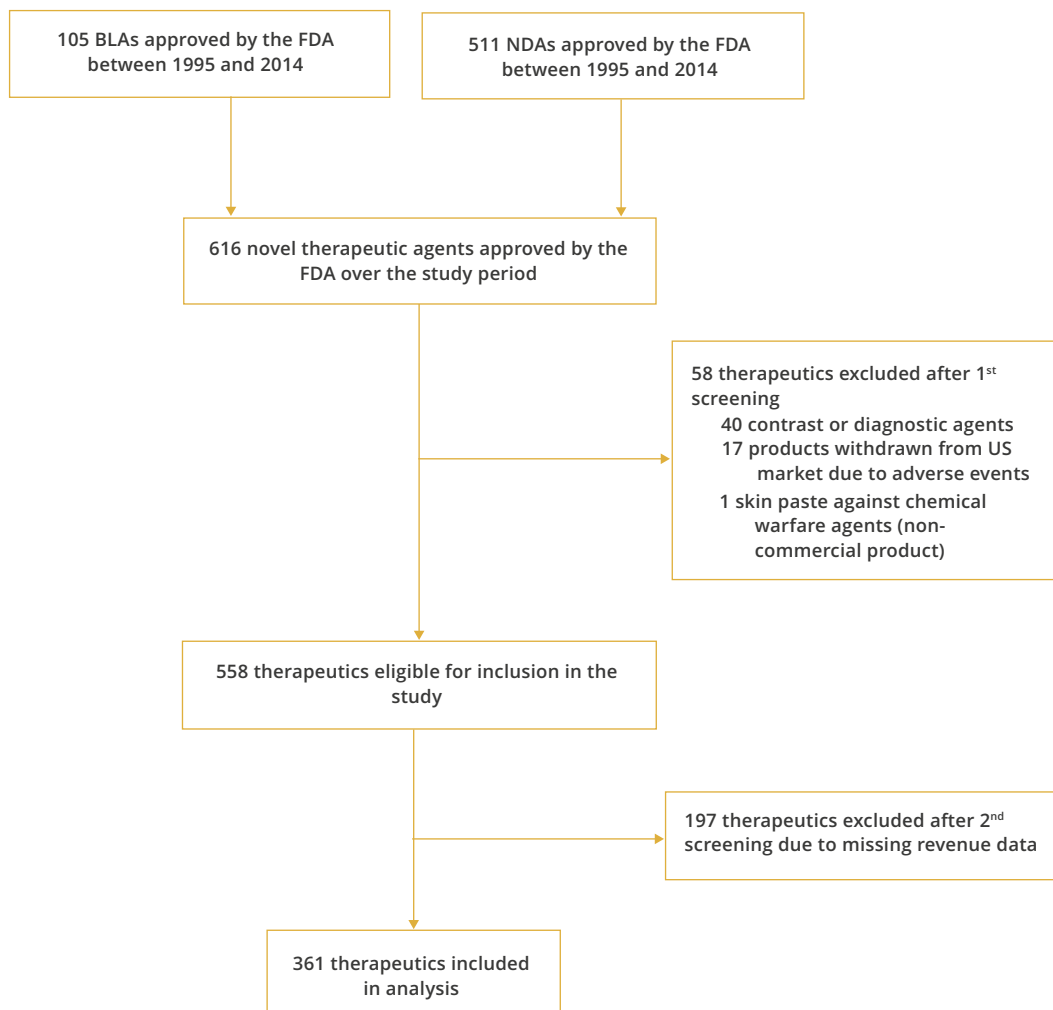 105 BLAs approved by the FDA
between 1995 and 2014
511 NDAs approved by the FDA
between 1995 and 2014
616 novel therapeutic agents approved by the
FDA over the study period
58 therapeutics excluded after 1st
screening
40 contrast or diagnostic agents
17 products withdrawn from US
market due to adverse events
1 skin paste against chemical
warfare agents (non-
commercial product)
558 therapeutics eligible for inclusion in the
study
197 therapeutics excluded after 2nd
screening due to missing revenue data
361 therapeutics included
in analysis